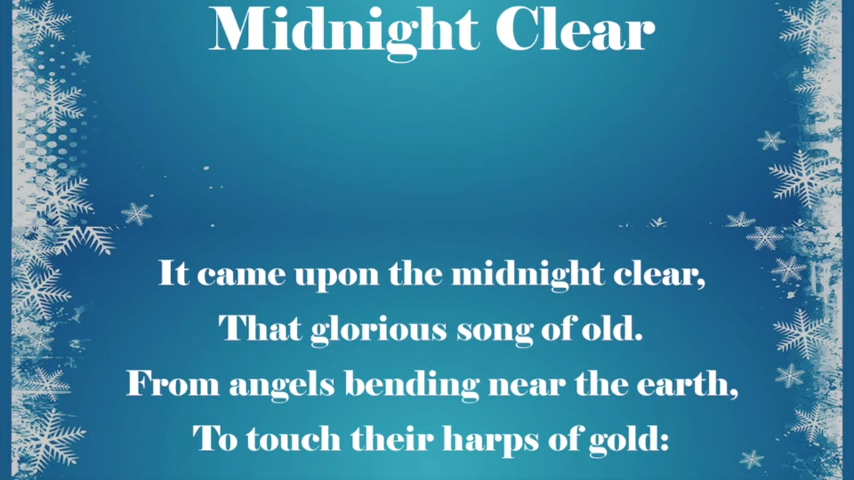 Midnight Clear
It came upon the midnight clear,
That glorious song of old.
From angels bending near the earth,
To touch their harps of gold: